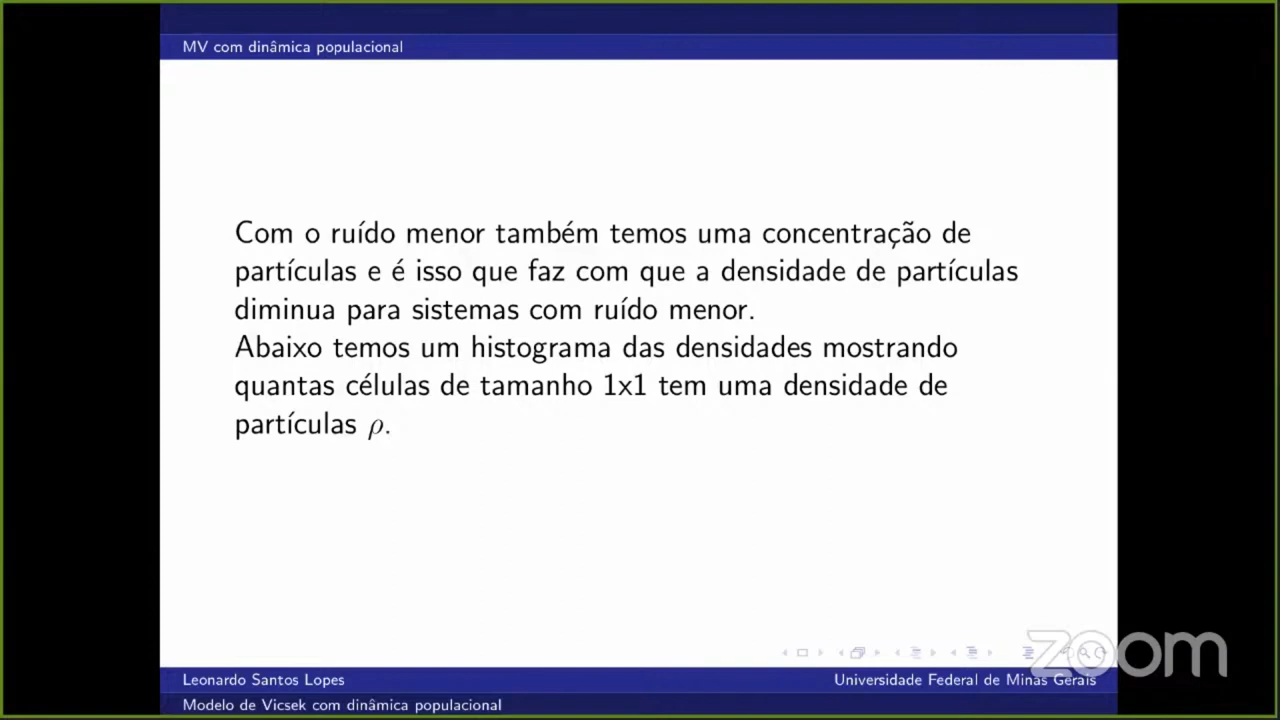 MV com dinâmica populacional
Com o ruído menor também temos uma concentração de
partículas e é isso que faz com que a densidade de partículas
diminua para sistemas com ruído menor.
Abaixo temos um histograma das densidades mostrando
quantas células de tamanho 1x1 tem uma densidade de
partículas ρ.
zoom
Leonardo Santos Lopes
Universidade Federal de Minas Gerais
Modelo de Vicsek com dinâmica populacional